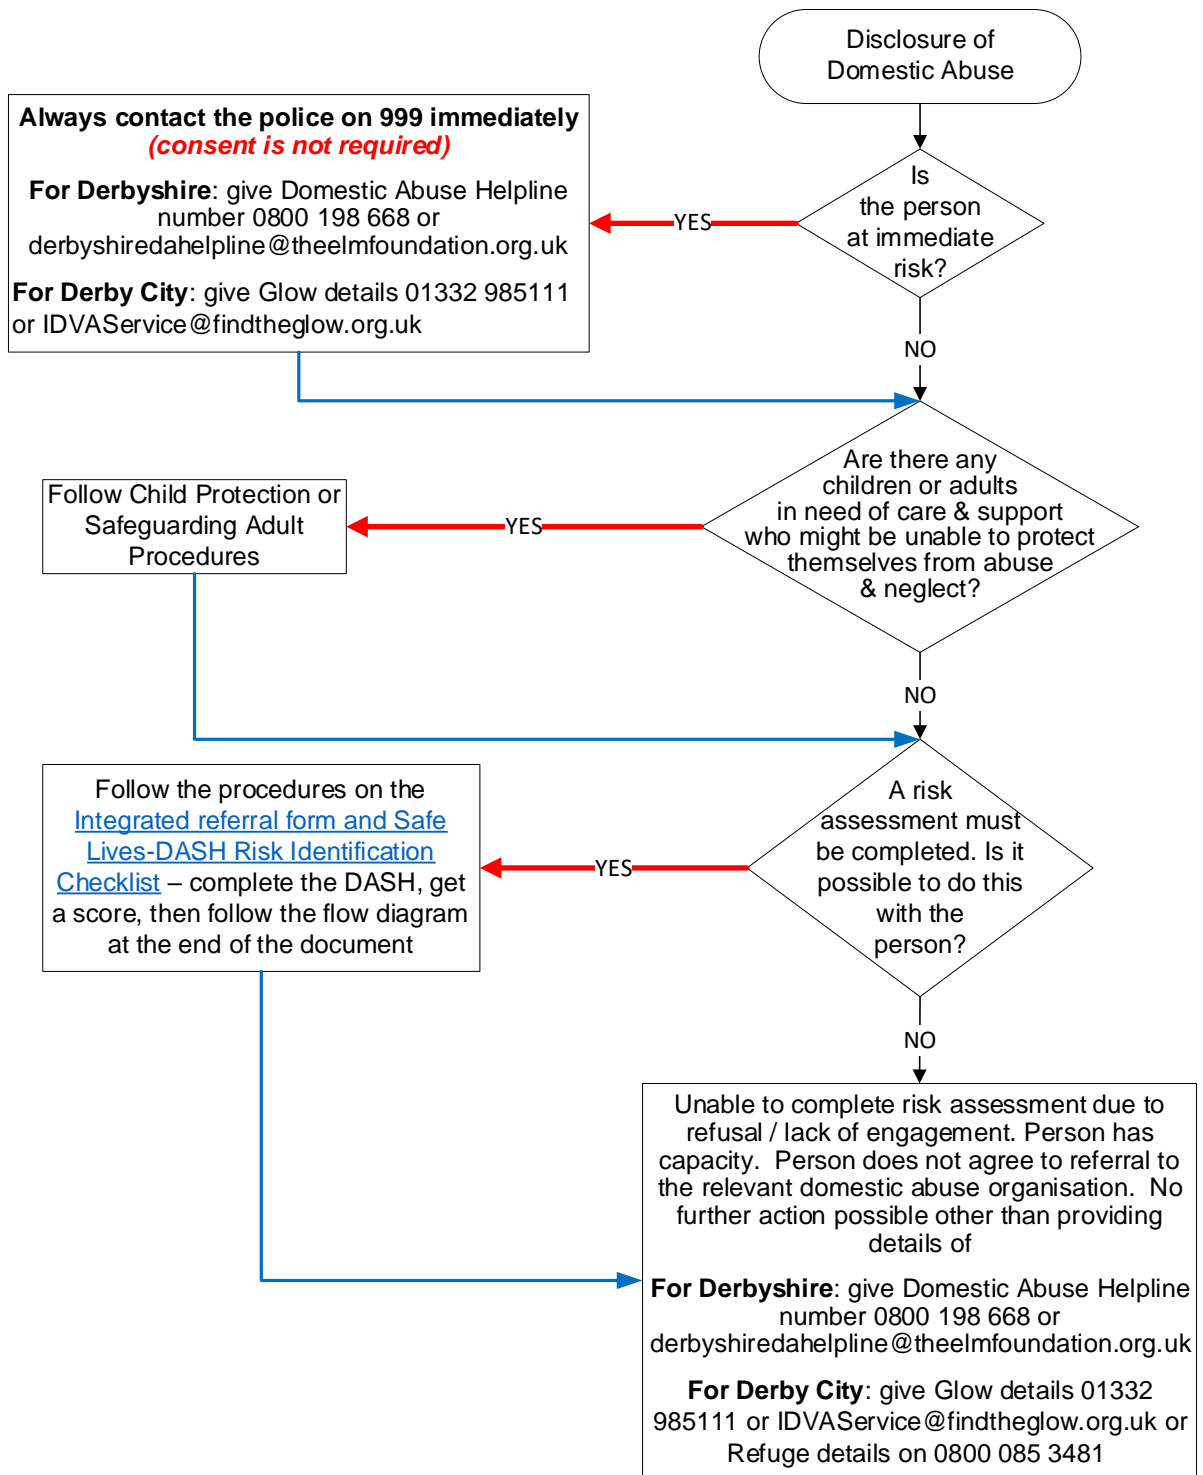 Disclosure of
Domestic Abuse
Always contact the police on 999 immediately
(consent is not required)
For Derbyshire: give Domestic Abuse Helpline
number 0800 198 668 or
derbyshiredahelpline@theelmfoundation.org.uk
For Derby City: give Glow details 01332 985111
or IDVAService@findtheglow.org.uk
YES
Is
the person
at immediate
risk?
NO
Follow Child Protection or
Safeguarding Adult
Procedures
YES
Are there any
children or adults
in need of care & support
who might be unable to protect
themselves from abuse
& neglect?
NO
Follow the procedures on the
Integrated referral form and Safe
Lives-DASH Risk Identification
Checklist – complete the DASH, get
a score, then follow the flow diagram
at the end of the document
YES
A risk
assessment must
be completed. Is it
possible to do this
with the
person?
NO
Unable to complete risk assessment due to
refusal / lack of engagement. Person has
capacity.  Person does not agree to referral to
the relevant domestic abuse organisation.  No
further action possible other than providing
details of
For Derbyshire: give Domestic Abuse Helpline
number 0800 198 668 or
derbyshiredahelpline@theelmfoundation.org.uk
For Derby City: give Glow details 01332
985111 or IDVAService@findtheglow.org.uk or
Refuge details on 0800 085 3481